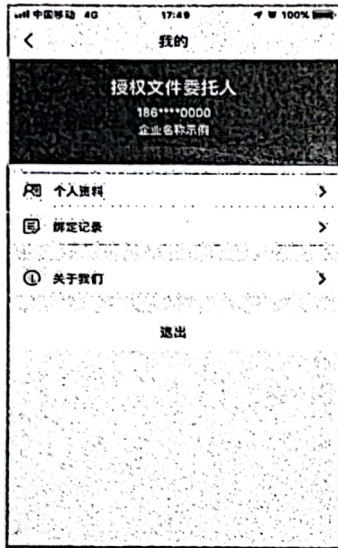 中国移动 4G 17:49 100%
我的
授权文件委托人
186****0000
企业名称示例
个人资料
绑定记录
关于我们
退出